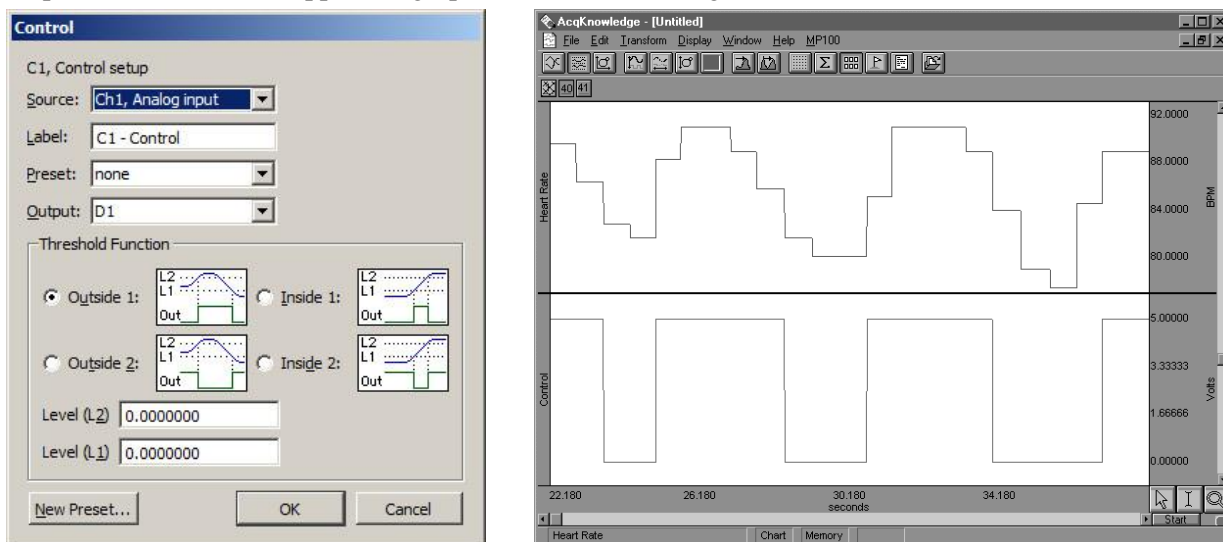 Control
C1, Control setup
Source: Ch1, Analog input
Label: C1 - Control
Preset: none
Output: D1
Threshold Function
Outside 1:
L2
L1
Out
Inside 1:
L2
L1
Out
Outside 2:
L2
L1
Out
Inside 2:
L2
L1
Out
Level (L2) 0.0000000
Level (L1) 0.0000000
New Preset...
OK
Cancel
AcqKnowledge - [Untitled]
File Edit Transform Display Window Help MP100
40 41
Heart Rate
92.0000
88.0000
84.0000
80.0000
BPM
Control
5.00000
3.33333
1.66666
0.00000
Volts
22.180 26.180 30.180 34.180
seconds
Start
Heart Rate Chart Memory